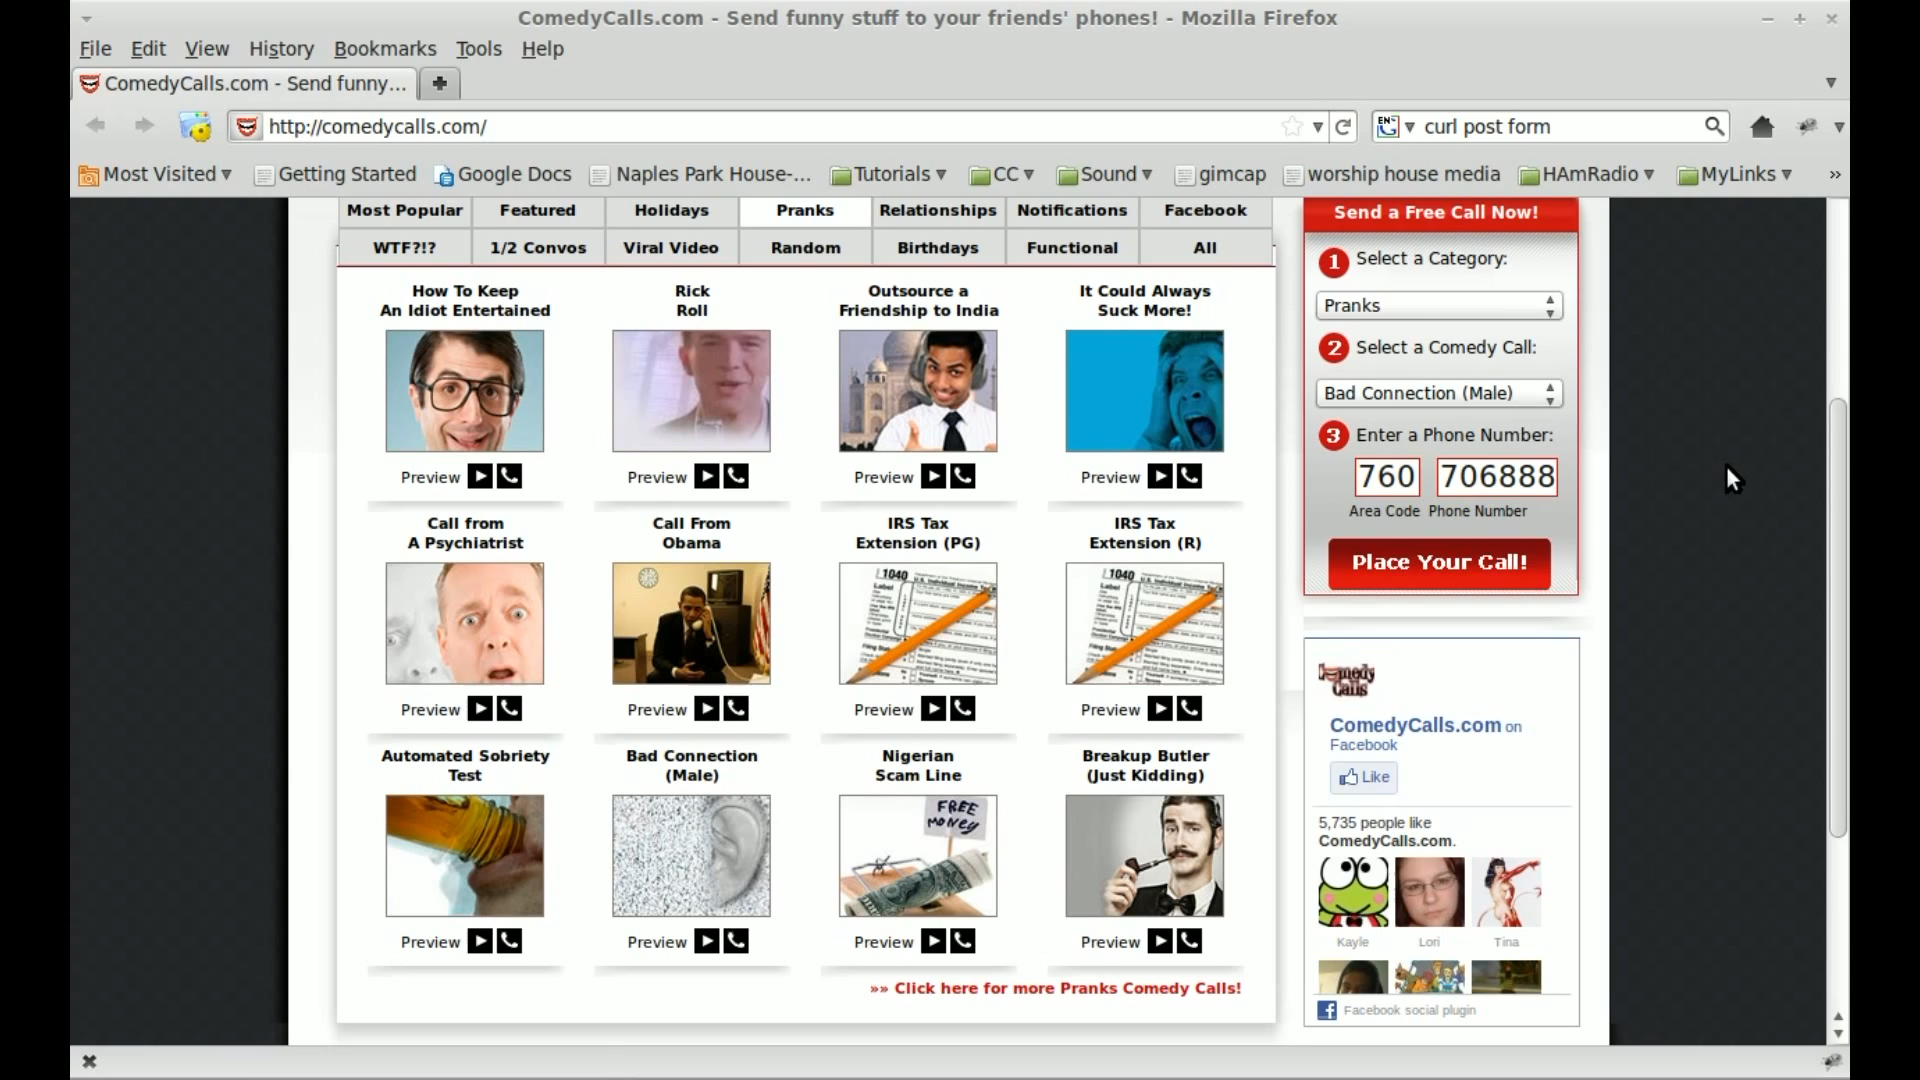 ComedyCalls.com - Send funny stuff to your friends' phones! - Mozilla Firefox
File Edit View History Bookmarks Tools Help
ComedyCalls.com - Send funny...
http://comedycalls.com/
curl post form
Most Visited Getting Started Google Docs Naples Park House-... Tutorials CC Sound gimcap worship house media HAmRadio MyLinks »
Most Popular Featured Holidays Pranks Relationships Notifications Facebook
WTF?!? 1/2 Convos Viral Video Random Birthdays Functional All
How To Keep
An Idiot Entertained
Rick
Roll
Outsource a
Friendship to India
It Could Always
Suck More!
Preview Preview Preview Preview
Call from
A Psychiatrist
Call From
Obama
IRS Tax
Extension (PG)
IRS Tax
Extension (R)
1040
Label
1040
Label
Preview Preview Preview Preview
Automated Sobriety
Test
Bad Connection
(Male)
Nigerian
Scam Line
Breakup Butler
(Just Kidding)
FREE
MONEY
Preview Preview Preview Preview
»» Click here for more Pranks Comedy Calls!
Send a Free Call Now!
1 Select a Category:
Pranks
2 Select a Comedy Call:
Bad Connection (Male)
3 Enter a Phone Number:
760 706888
Area Code Phone Number
Place Your Call!
Comedy
Calls
ComedyCalls.com on
Facebook
Like
5,735 people like
ComedyCalls.com.
Kayle Lori Tina
Facebook social plugin